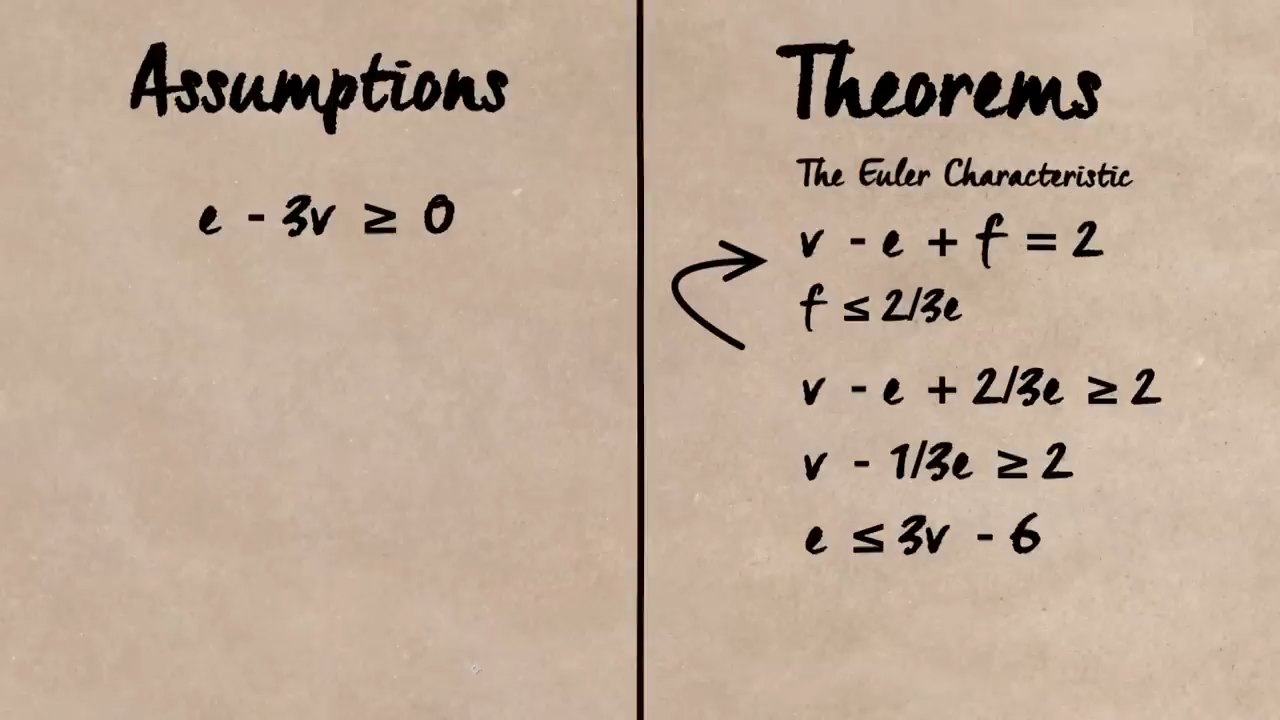 Assumptions
e - 3v ≥ 0
Theorems
The Euler Characteristic
v - e + f = 2
f ≤ 2/3e
v - e + 2/3e ≥ 2
v - 1/3e ≥ 2
e ≤ 3v - 6